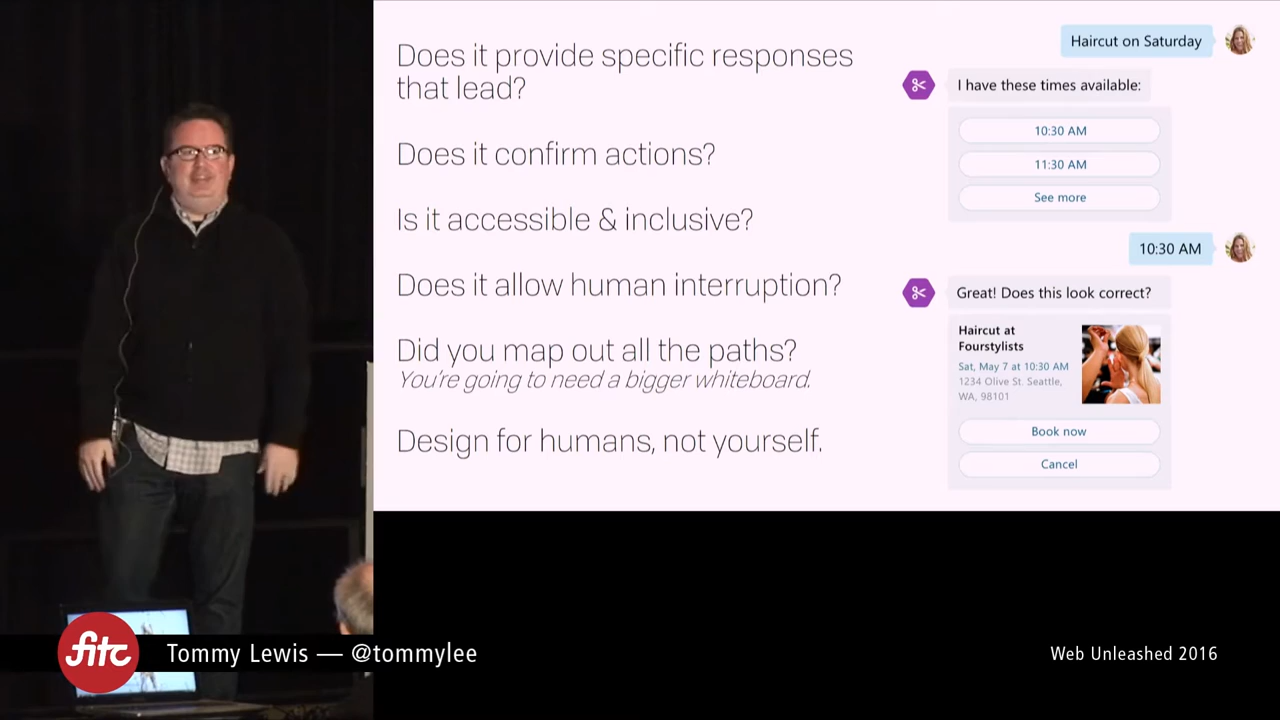 Does it provide specific responses
that lead?
Does it confirm actions?
Is it accessible & inclusive?
Does it allow human interruption?
Did you map out all the paths?
You're going to need a bigger whiteboard.
Design for humans, not yourself.
Haircut on Saturday
I have these times available:
10:30 AM
11:30 AM
See more
10:30 AM
Great! Does this look correct?
Haircut at
Fourstylists
Sat, May 7 at 10:30 AM
1234 Olive St. Seattle,
WA, 98101
Book now
Cancel
fitc
Tommy Lewis — @tommylee
Web Unleashed 2016